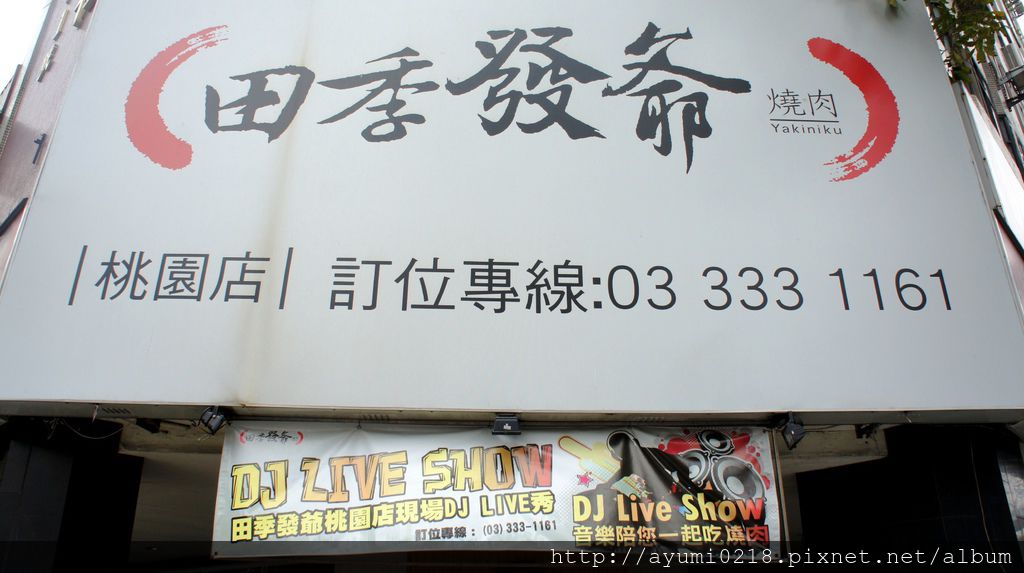 田季發爺 燒肉
Yakiniku
|桃園店| 訂位專線:03 333 1161
田季發爺
DJ LIVE SHOW
田季發爺桃園店現場DJ LIVE秀
訂位專線：(03)333-1161
DJ Live Show
音樂陪您一起吃燒肉
http://ayumi0218.pixnet.net/album